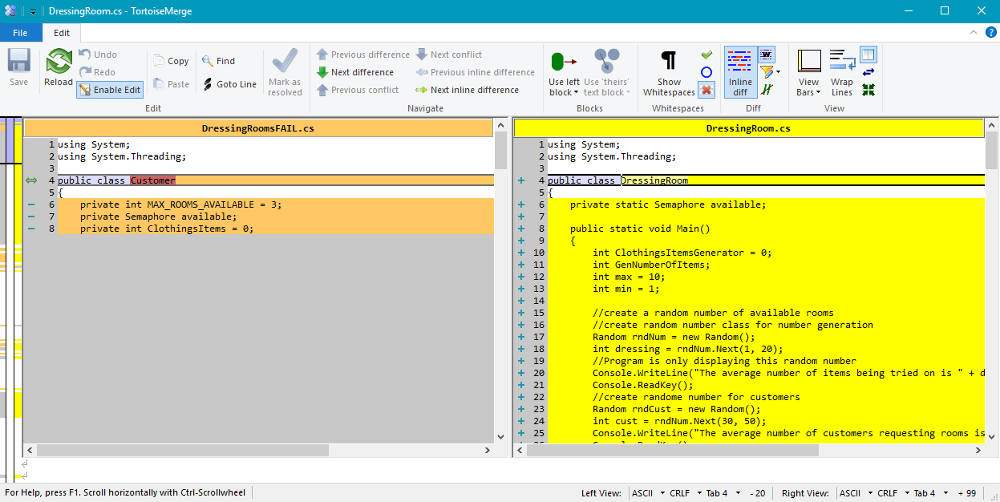 DressingRoom.cs - TortoiseMerge
File Edit
Save
Reload
Undo
Redo
Enable Edit
Copy
Paste
Find
Goto Line
Edit
Mark as resolved
Previous difference
Next difference
Previous conflict
Next conflict
Previous inline difference
Next inline difference
Navigate
Use left block
Use 'theirs' text block
Blocks
Show Whitespaces
Whitespaces
Inline diff
Diff
View Bars
Wrap Lines
View
DressingRoomsFAIL.cs
1 using System;
2 using System.Threading;
3
4 public class Customer
5 {
6 private int MAX_ROOMS_AVAILABLE = 3;
7 private Semaphore available;
8 private int ClothingsItems = 0;
DressingRoom.cs
1 using System;
2 using System.Threading;
3
4 public class DressingRoom
5 {
6 private static Semaphore available;
7
8 public static void Main()
9 {
10 int ClothingsItemsGenerator = 0;
11 int GenNumberOfItems;
12 int max = 10;
13 int min = 1;
14
15 //create a random number of available rooms
16 //create random number class for number generation
17 Random rndNum = new Random();
18 int dressing = rndNum.Next(1, 20);
19 //Program is only displaying this random number
20 Console.WriteLine("The average number of items being tried on is " + d
21 Console.ReadKey();
22 //create randome number for customers
23 Random rndCust = new Random();
24 int cust = rndNum.Next(30, 50);
25 Console.WriteLine("The average number of customers requesting rooms is
For Help, press F1. Scroll horizontally with Ctrl-Scrollwheel
Left View: ASCII CRLF Tab 4 - 20 Right View: ASCII CRLF Tab 4 + 99